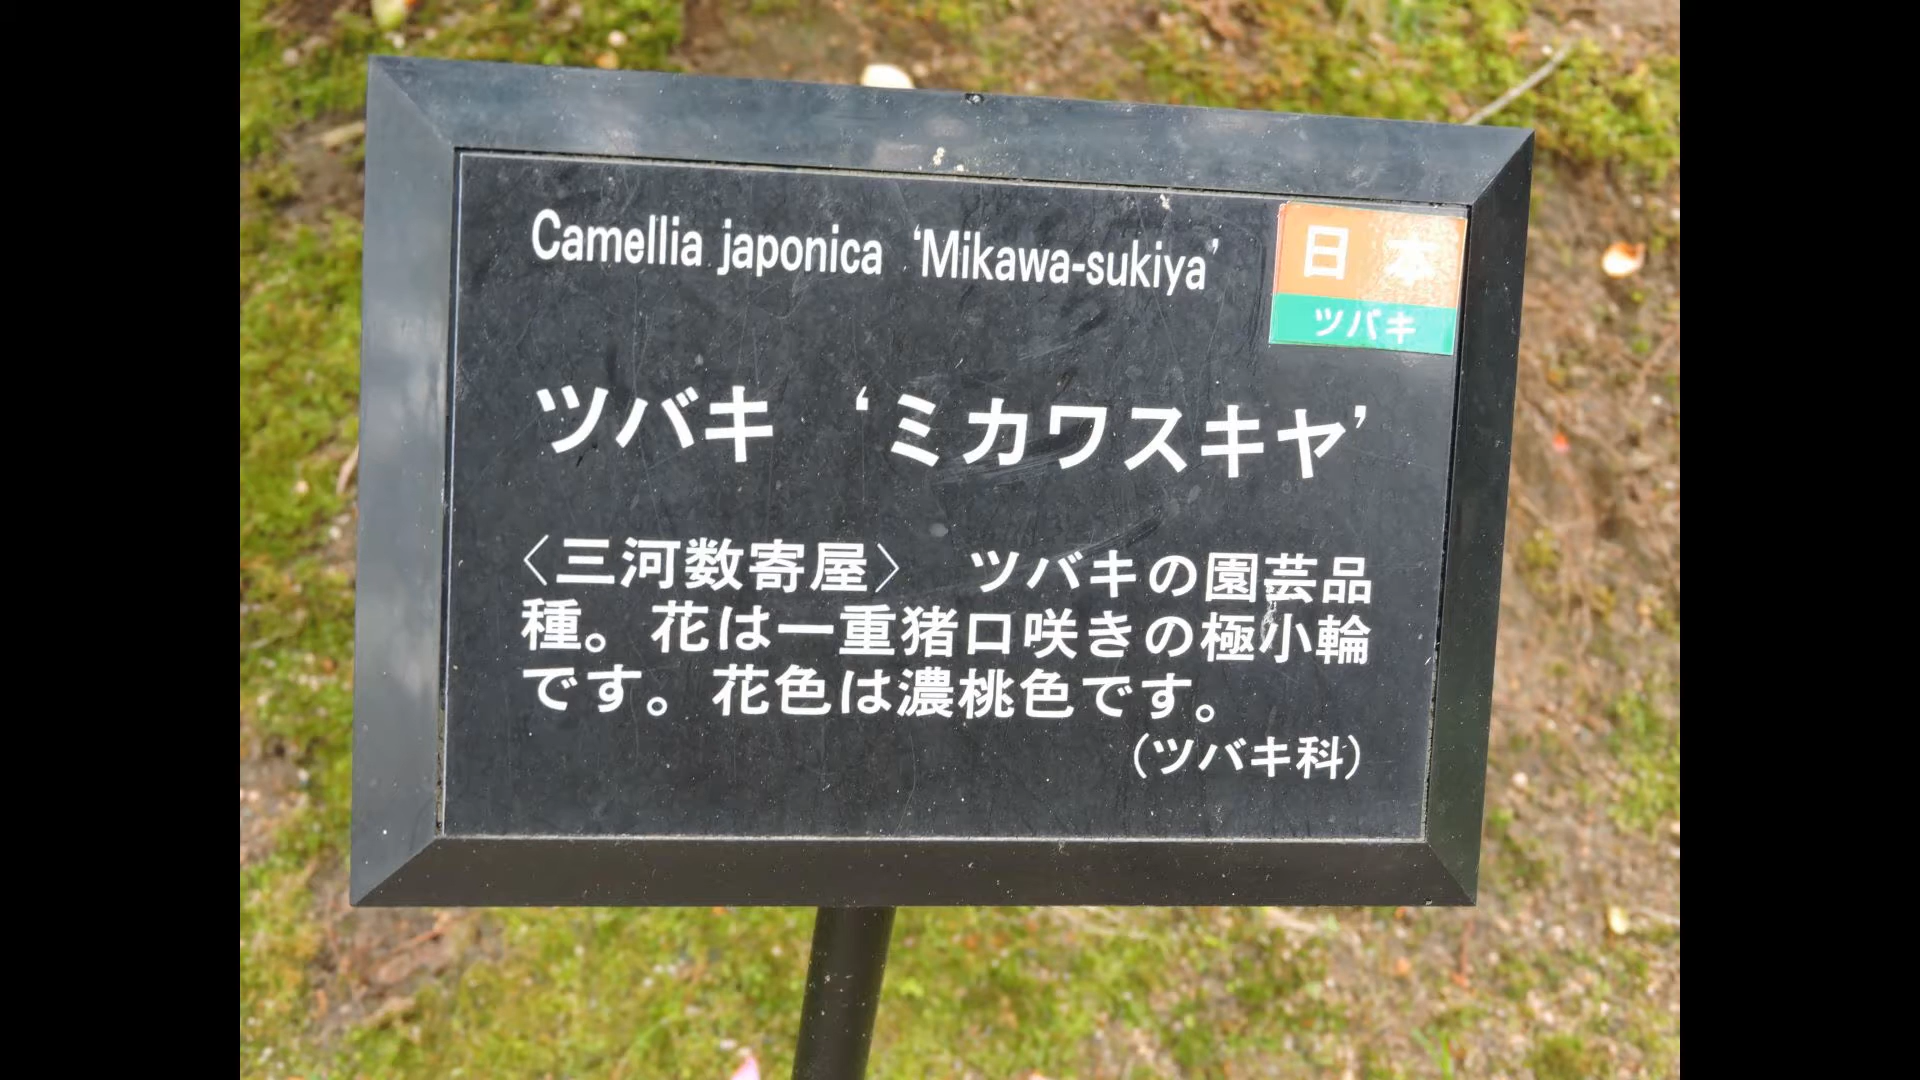 Camellia japonica ‘Mikawa-sukiya’
日本
ツバキ
ツバキ ‘ミカワスキヤ’
〈三河数寄屋〉 ツバキの園芸品
種。花は一重猪口咲きの極小輪
です。花色は濃桃色です。
（ツバキ科）